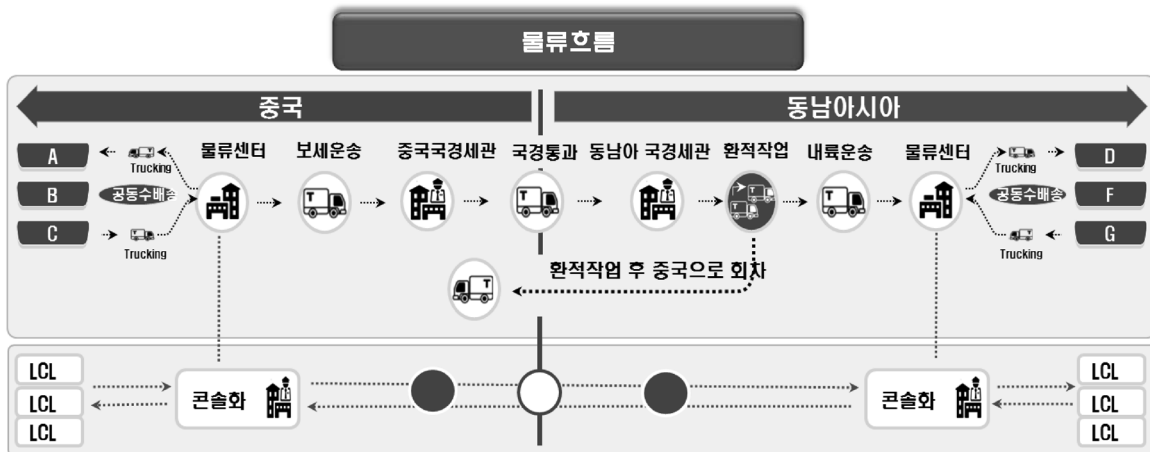 물류흐름
중국
동남아시아
A
Trucking
B
공동수배송
C
Trucking
물류센터
보세운송
중국국경세관
국경통과
동남아 국경세관
환적작업
내륙운송
물류센터
T
T
T
T
T
Trucking
D
공동수배송
F
Trucking
G
환적작업 후 중국으로 회차
T
LCL
LCL
LCL
콘솔화
콘솔화
LCL
LCL
LCL